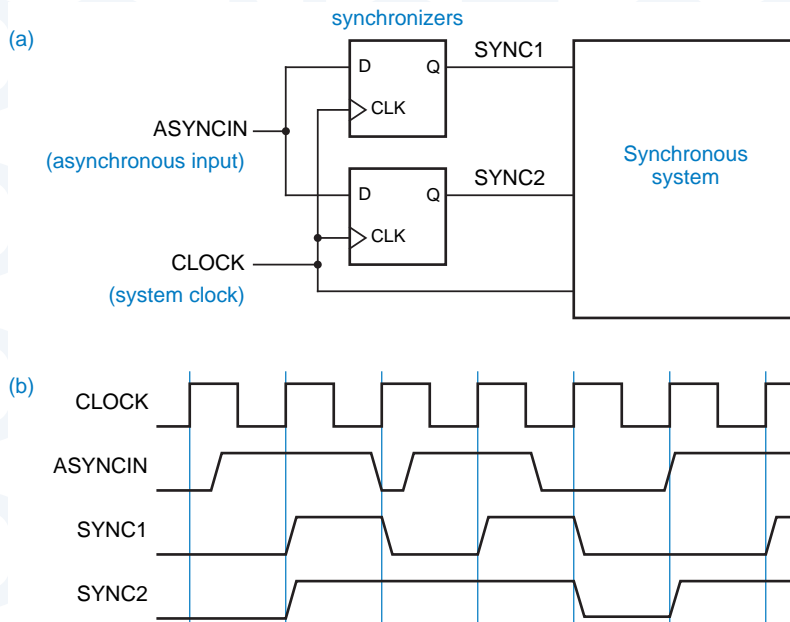 synchronizers
(a)
SYNC1
D
Q
CLK
ASYNCIN
(asynchronous input)
Synchronous
system
SYNC2
D
Q
CLK
CLOCK
(system clock)
(b)
CLOCK
ASYNCIN
SYNC1
SYNC2